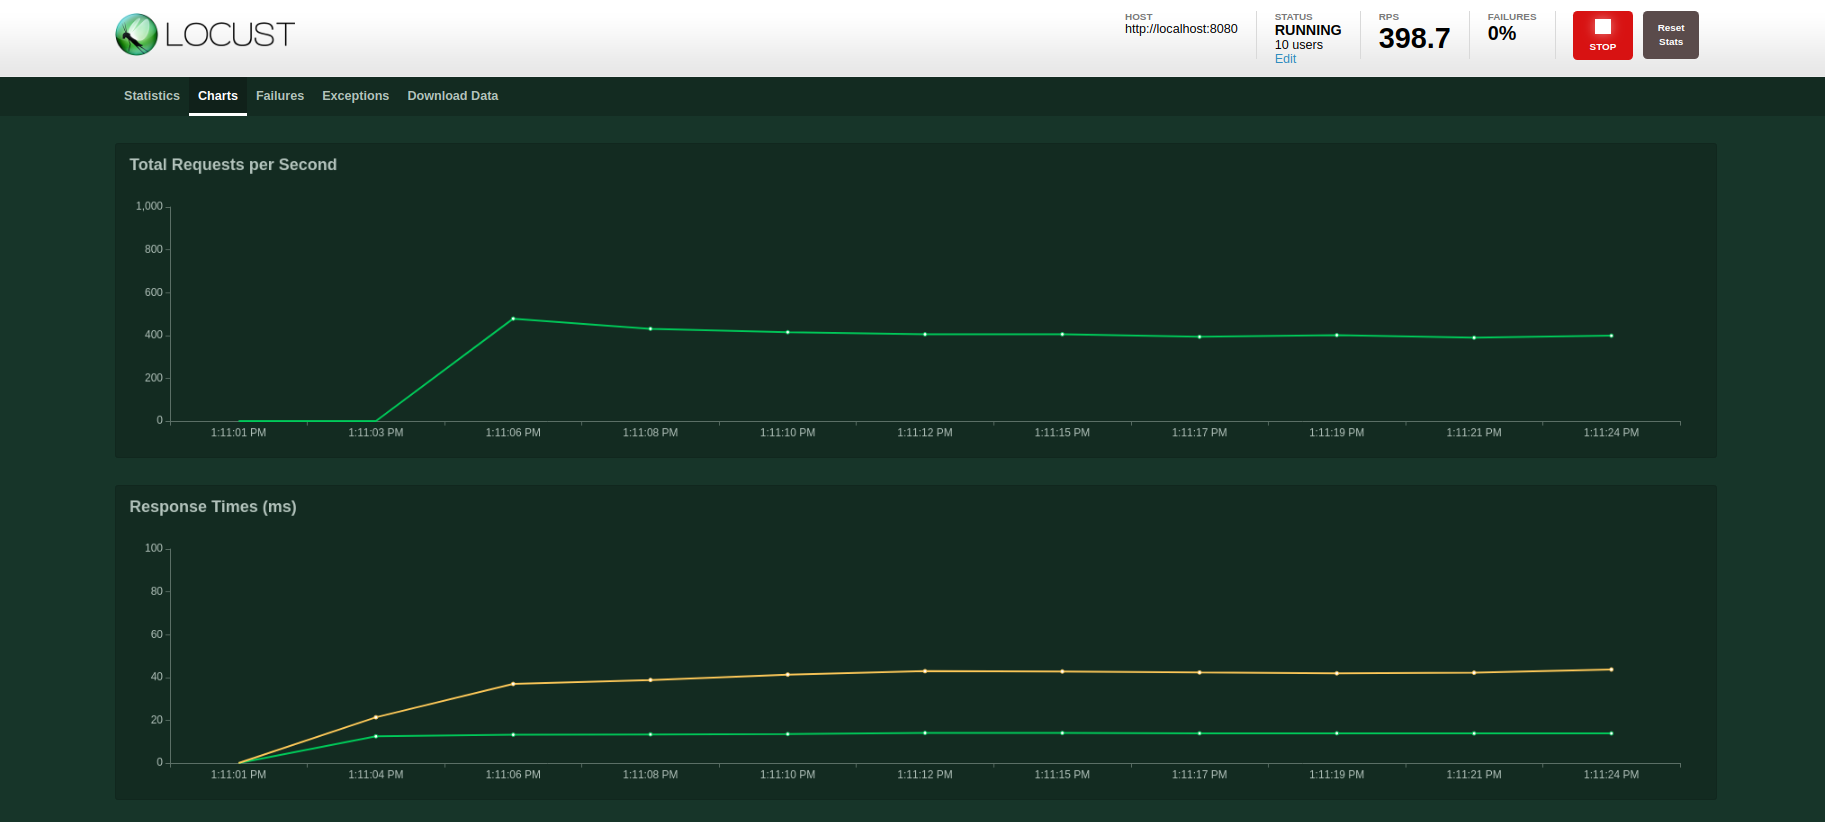 LOCUST
HOST
http://localhost:8080
STATUS
RUNNING
10 users
Edit
RPS
398.7
FAILURES
0%
STOP
Reset
Stats
Statistics Charts Failures Exceptions Download Data
Total Requests per Second
1,000
800
600
400
200
0
1:11:01 PM 1:11:03 PM 1:11:06 PM 1:11:08 PM 1:11:10 PM 1:11:12 PM 1:11:15 PM 1:11:17 PM 1:11:19 PM 1:11:21 PM 1:11:24 PM
Response Times (ms)
100
80
60
40
20
0
1:11:01 PM 1:11:04 PM 1:11:06 PM 1:11:08 PM 1:11:10 PM 1:11:12 PM 1:11:15 PM 1:11:17 PM 1:11:19 PM 1:11:21 PM 1:11:24 PM